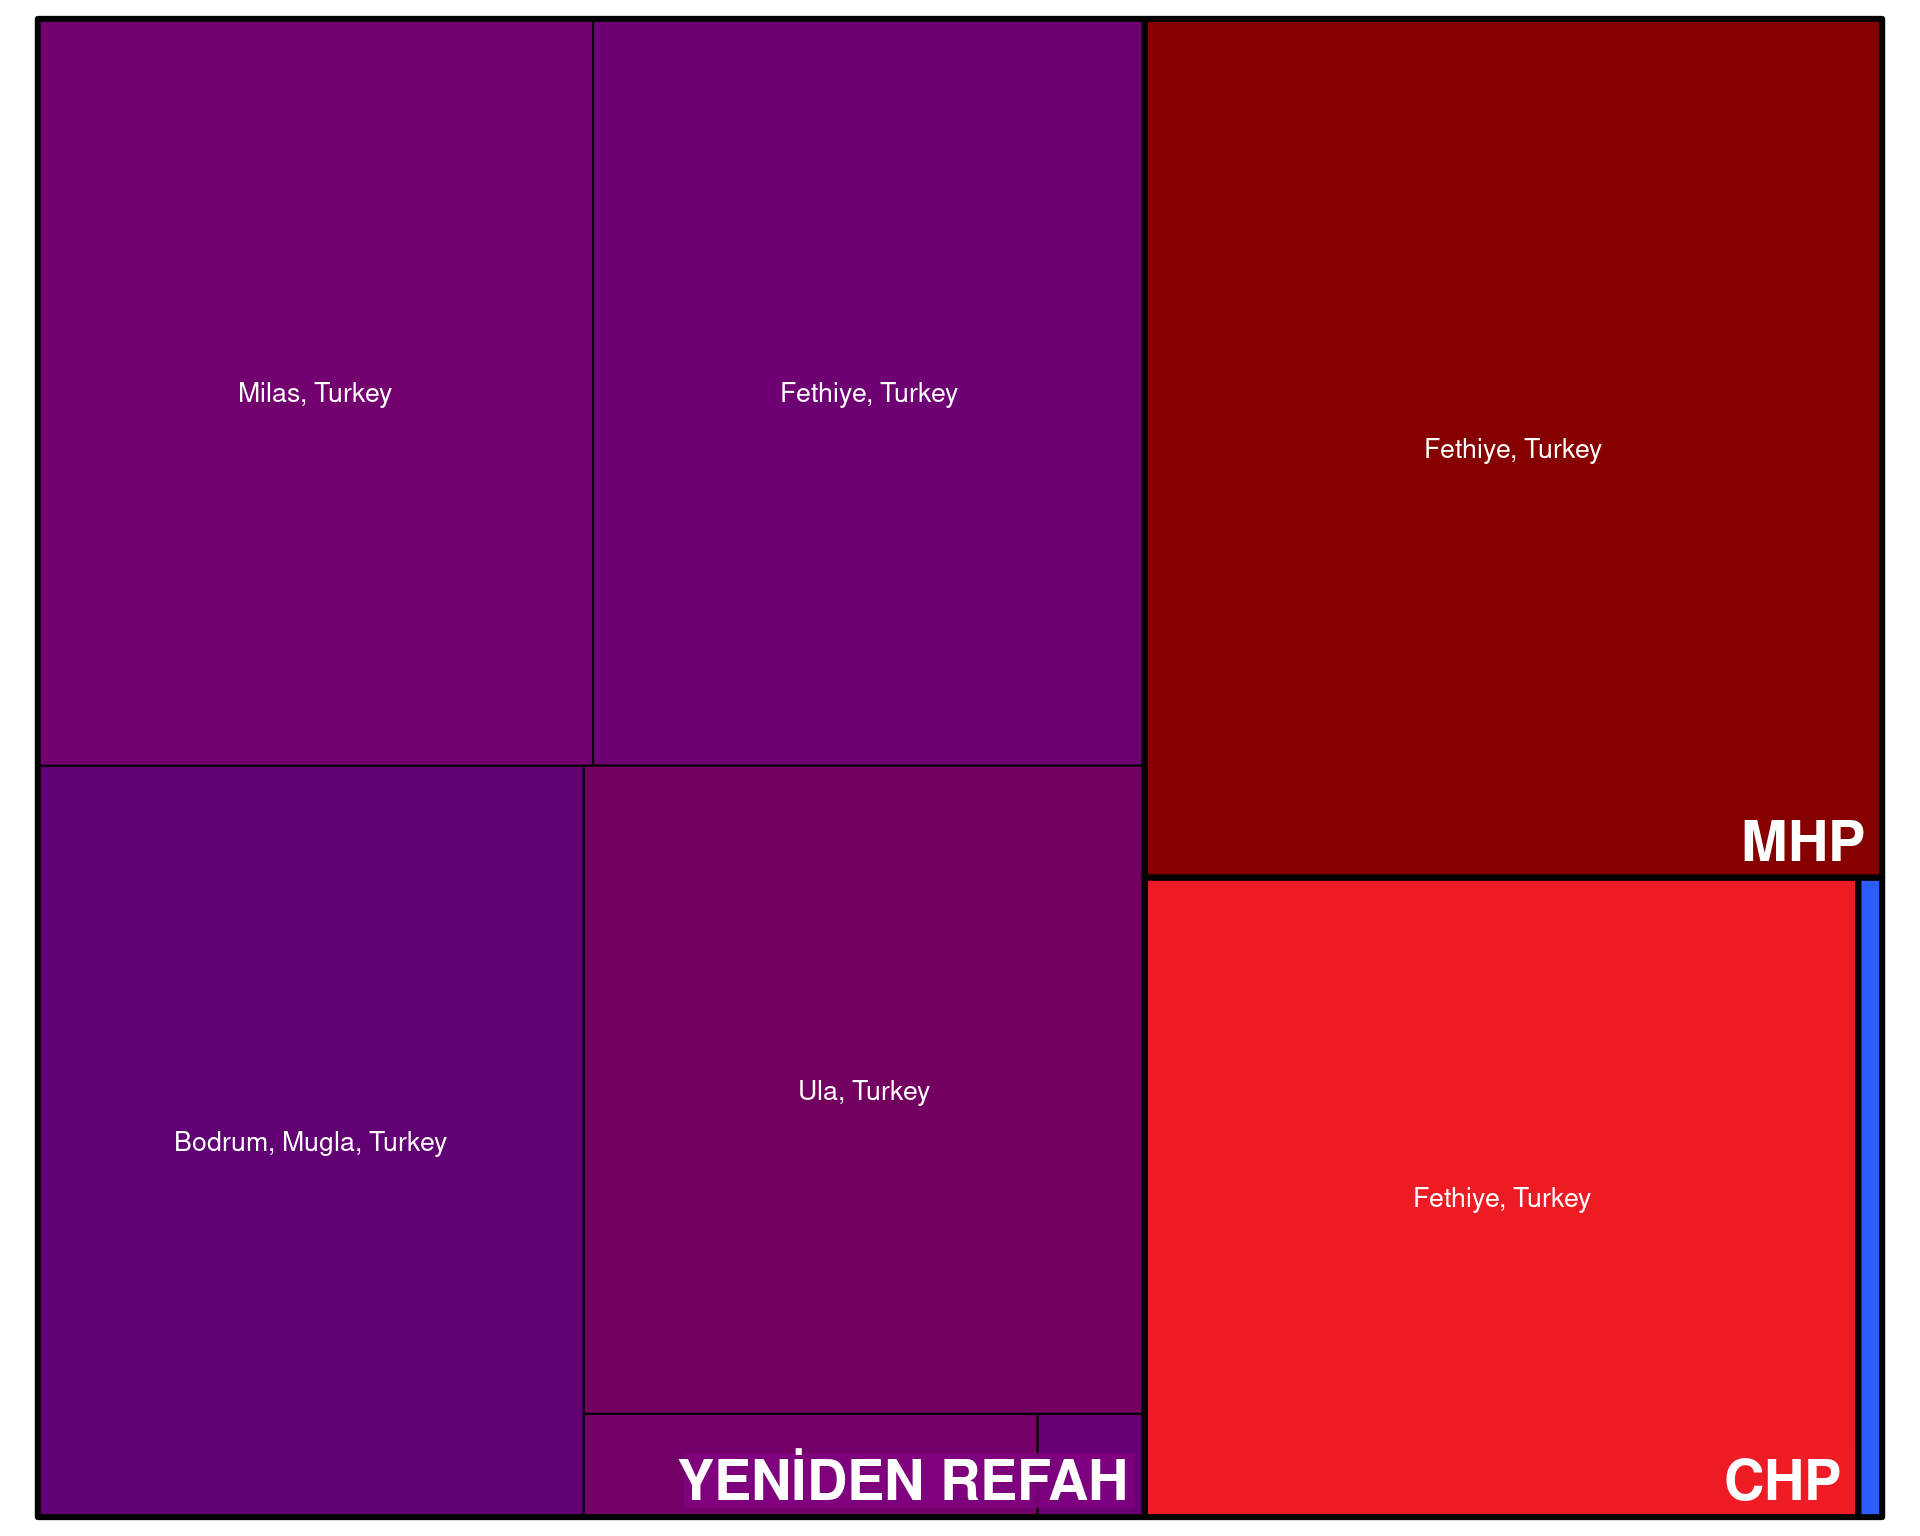 Milas, Turkey
Fethiye, Turkey
Fethiye, Turkey
MHP
Bodrum, Mugla, Turkey
Ula, Turkey
YENİDEN REFAH
Fethiye, Turkey
CHP